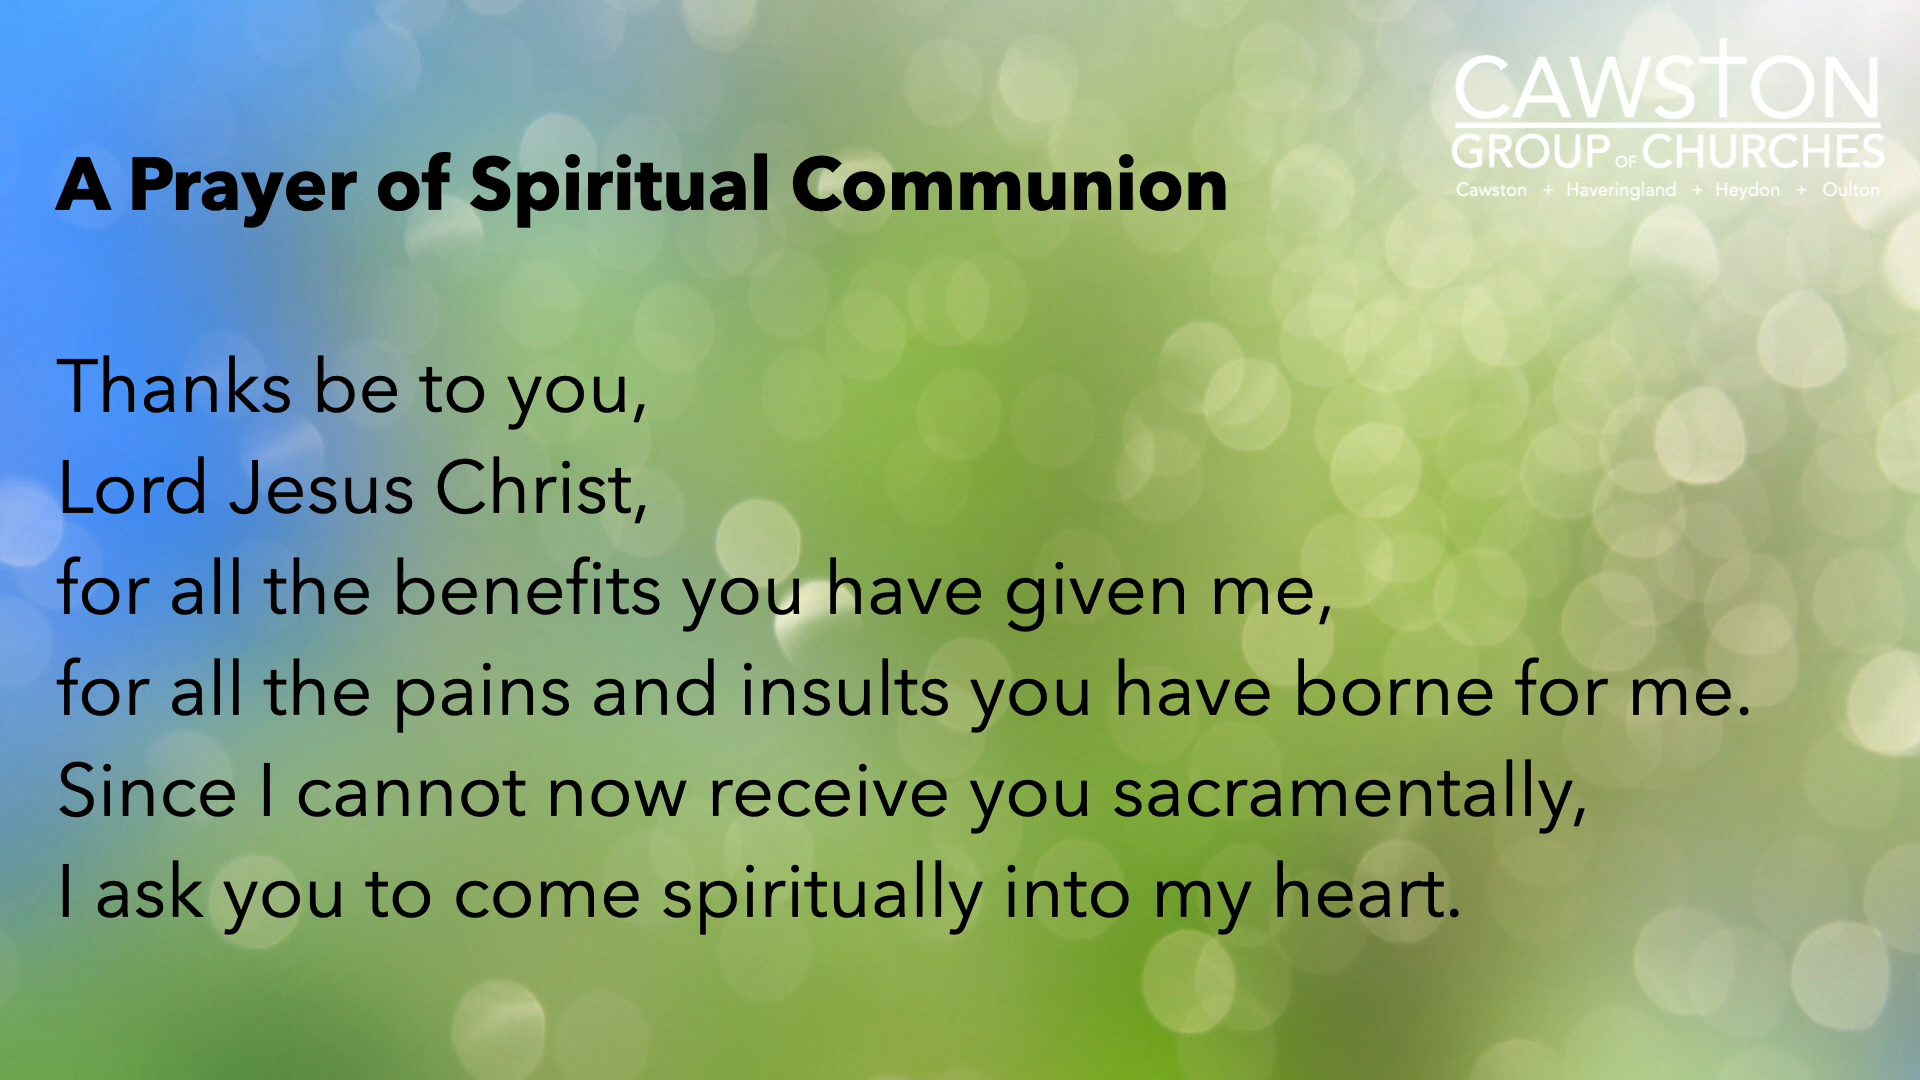 CAWSTON
GROUP OF CHURCHES
Cawston + Haveringland + Heydon + Oulton
A Prayer of Spiritual Communion
Thanks be to you,
Lord Jesus Christ,
for all the benefits you have given me,
for all the pains and insults you have borne for me.
Since I cannot now receive you sacramentally,
I ask you to come spiritually into my heart.